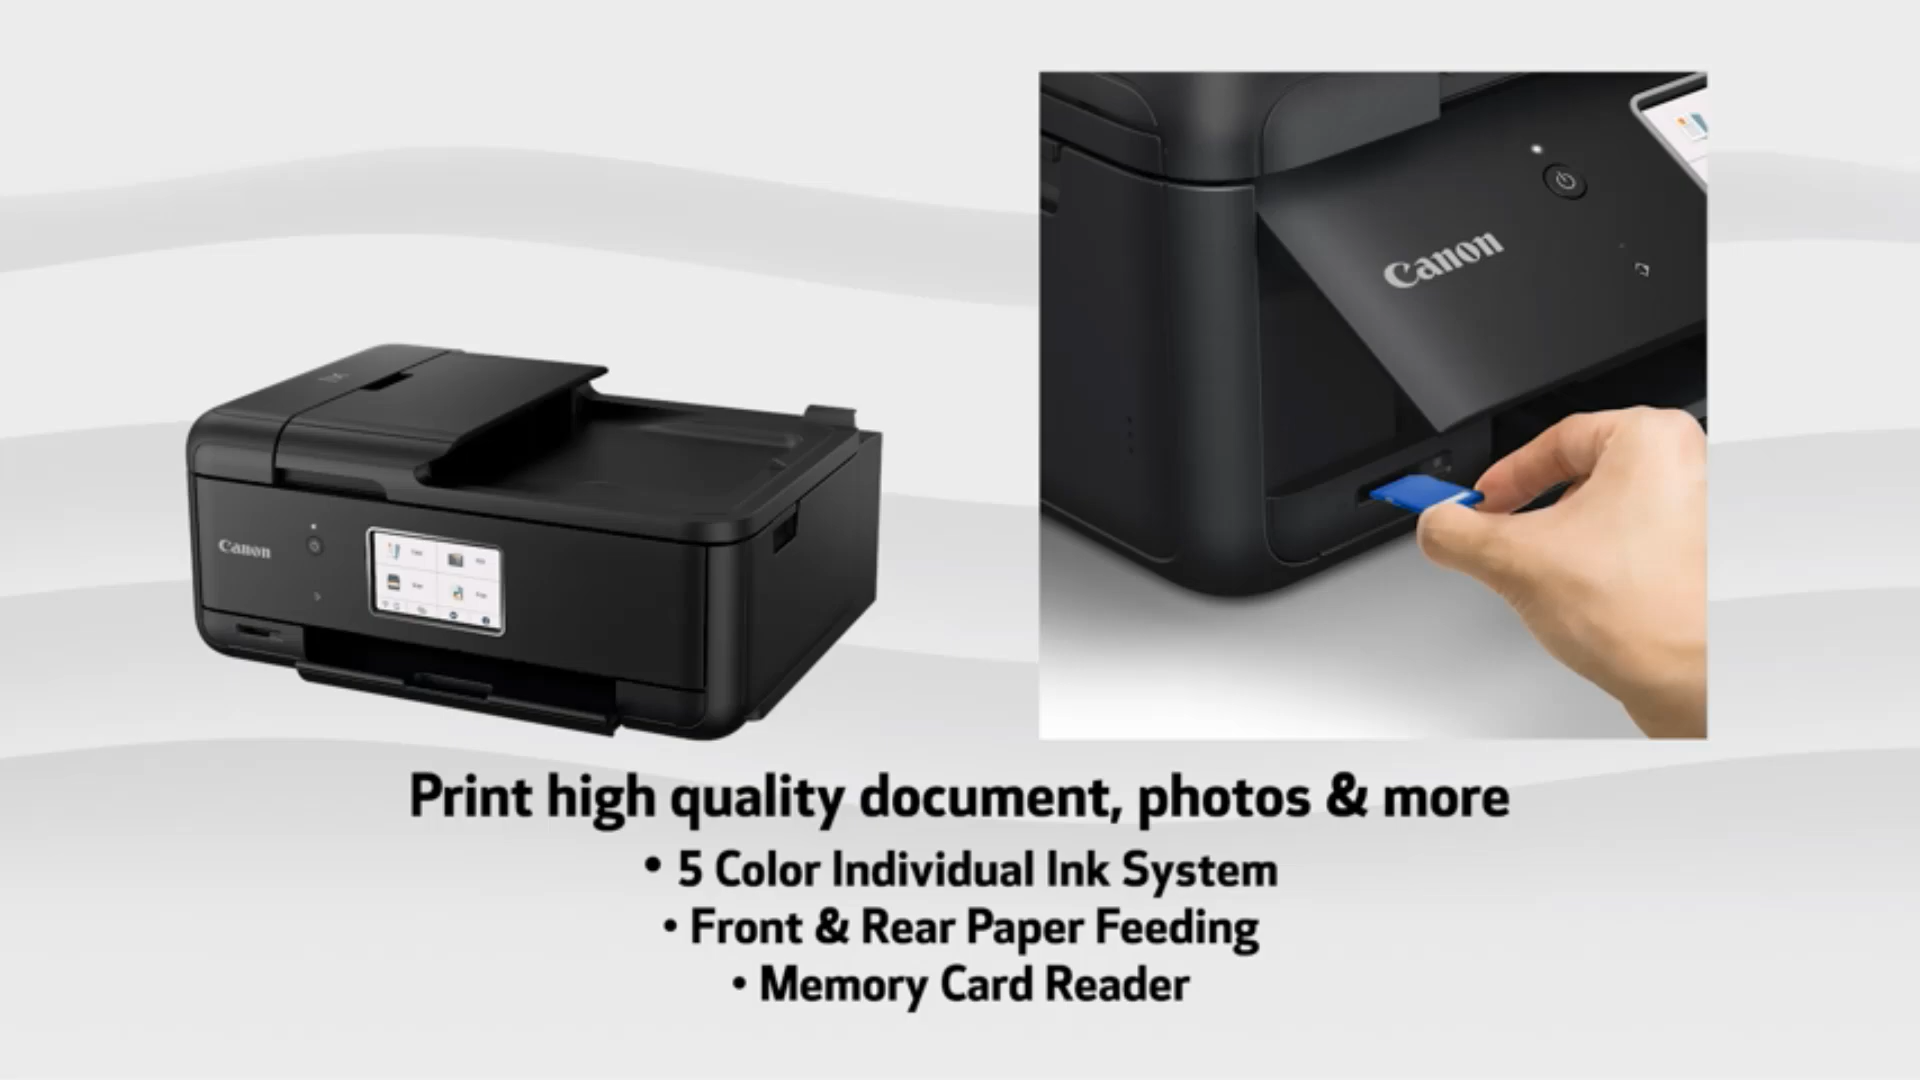 Canon
Canon
Print high quality document, photos & more
• 5 Color Individual Ink System
• Front & Rear Paper Feeding
• Memory Card Reader